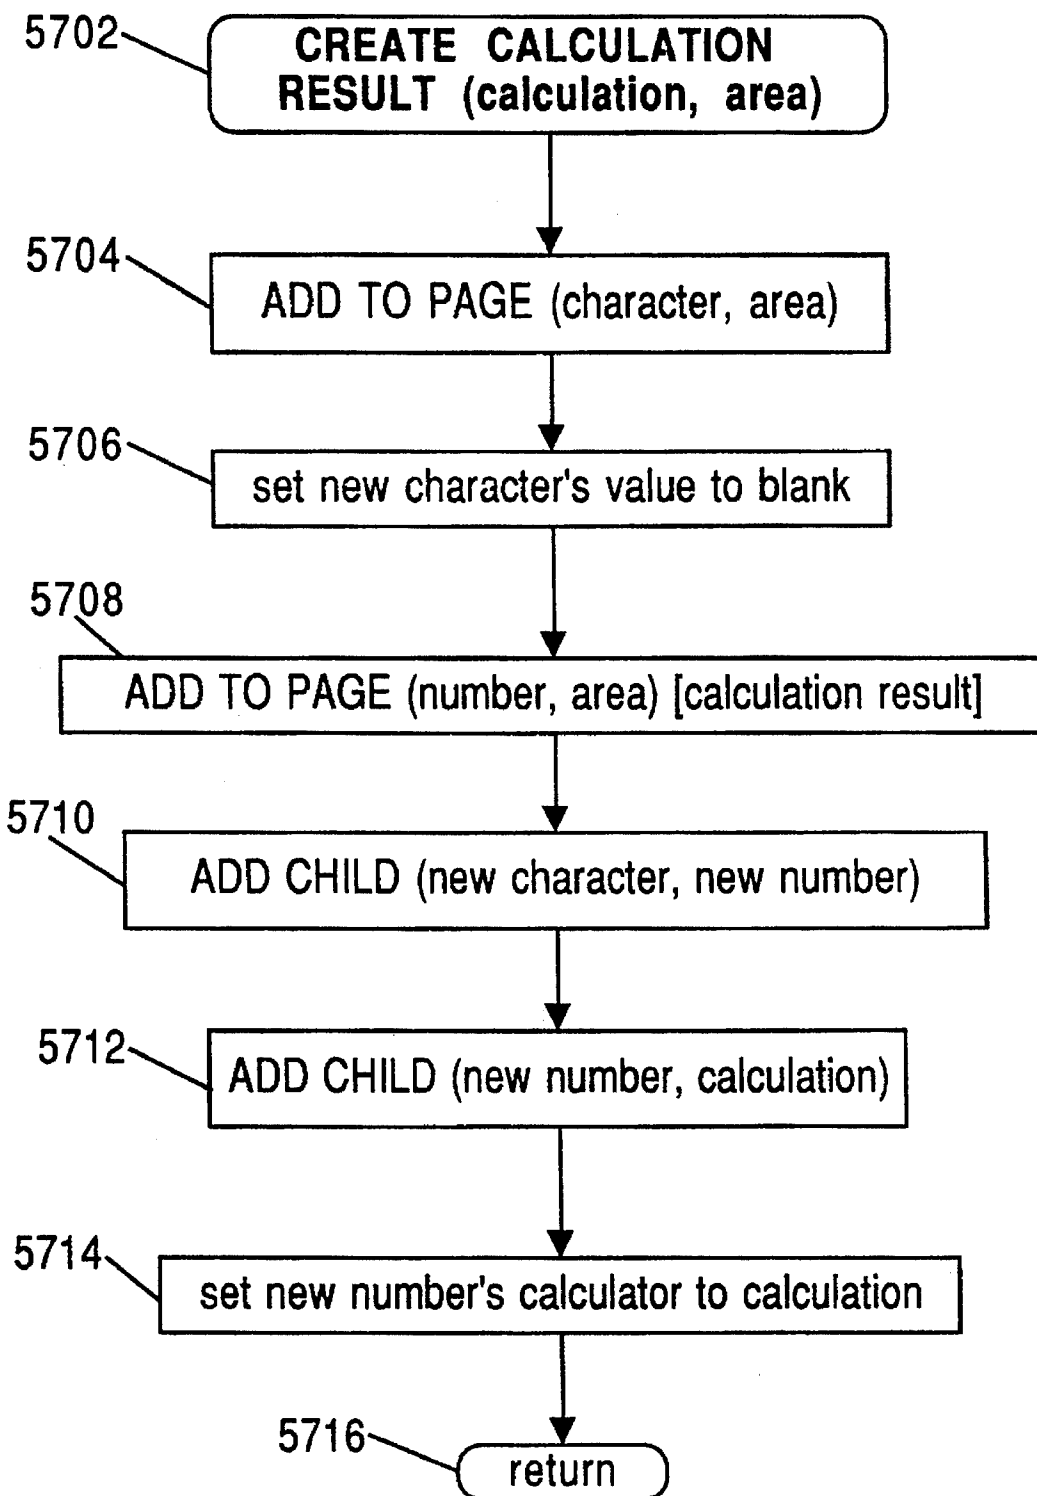 5702
CREATE CALCULATION
RESULT (calculation, area)
5704
ADD TO PAGE (character, area)
5706
set new character's value to blank
5708
ADD TO PAGE (number, area) [calculation result]
5710
ADD CHILD (new character, new number)
5712
ADD CHILD (new number, calculation)
5714
set new number's calculator to calculation
5716
return